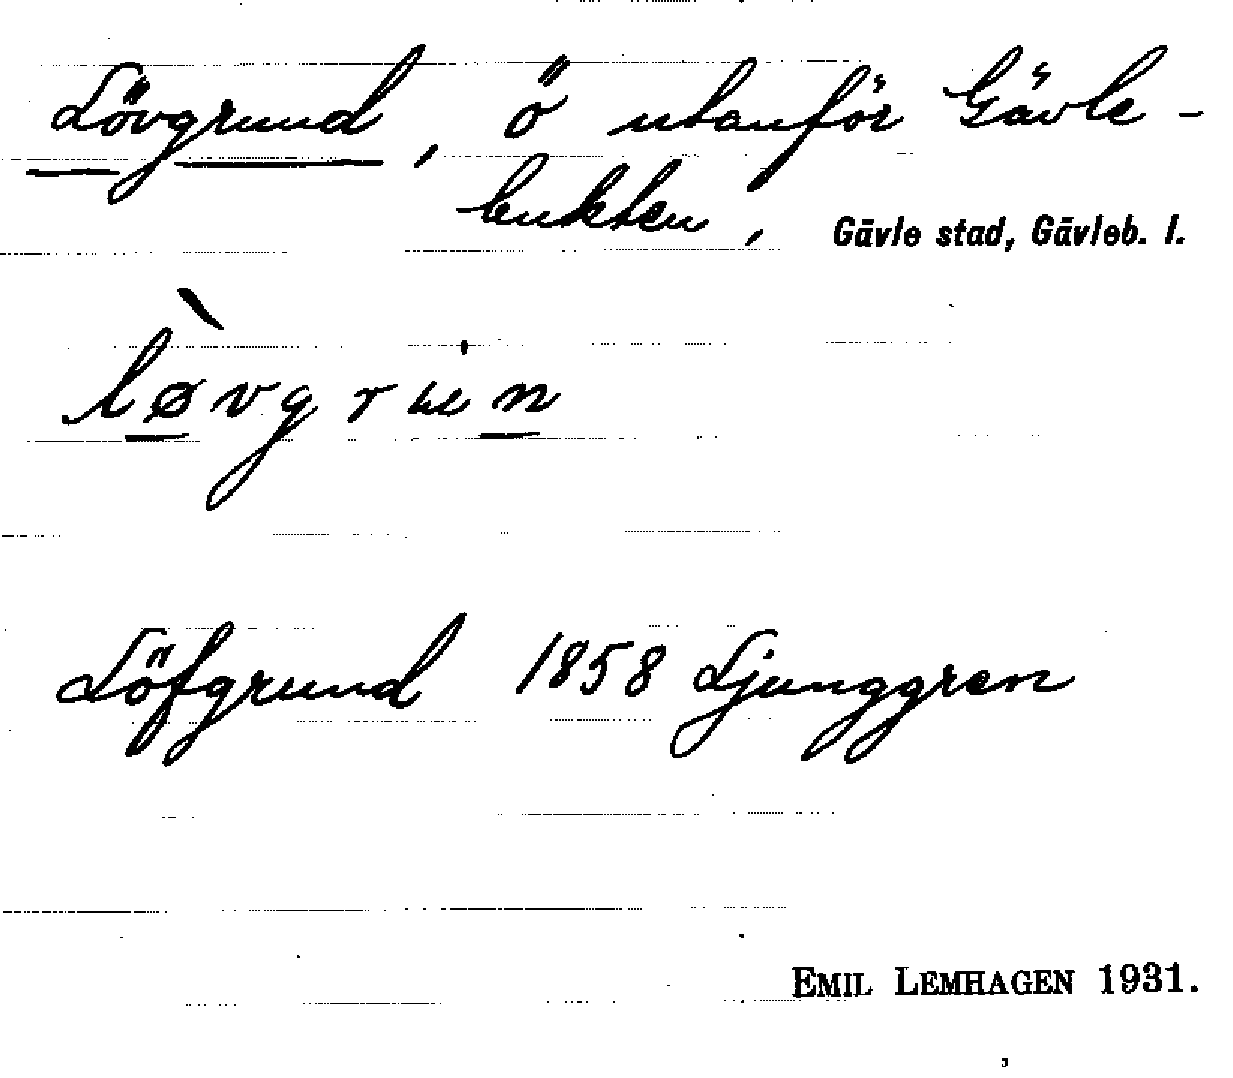 Lövgrund, ö utanför Gävle-
bukten, Gävle stad, Gävleb. l.
lø̀vgrun
Löfgrund 1858 Ljunggren
EMIL LEMHAGEN 1931.